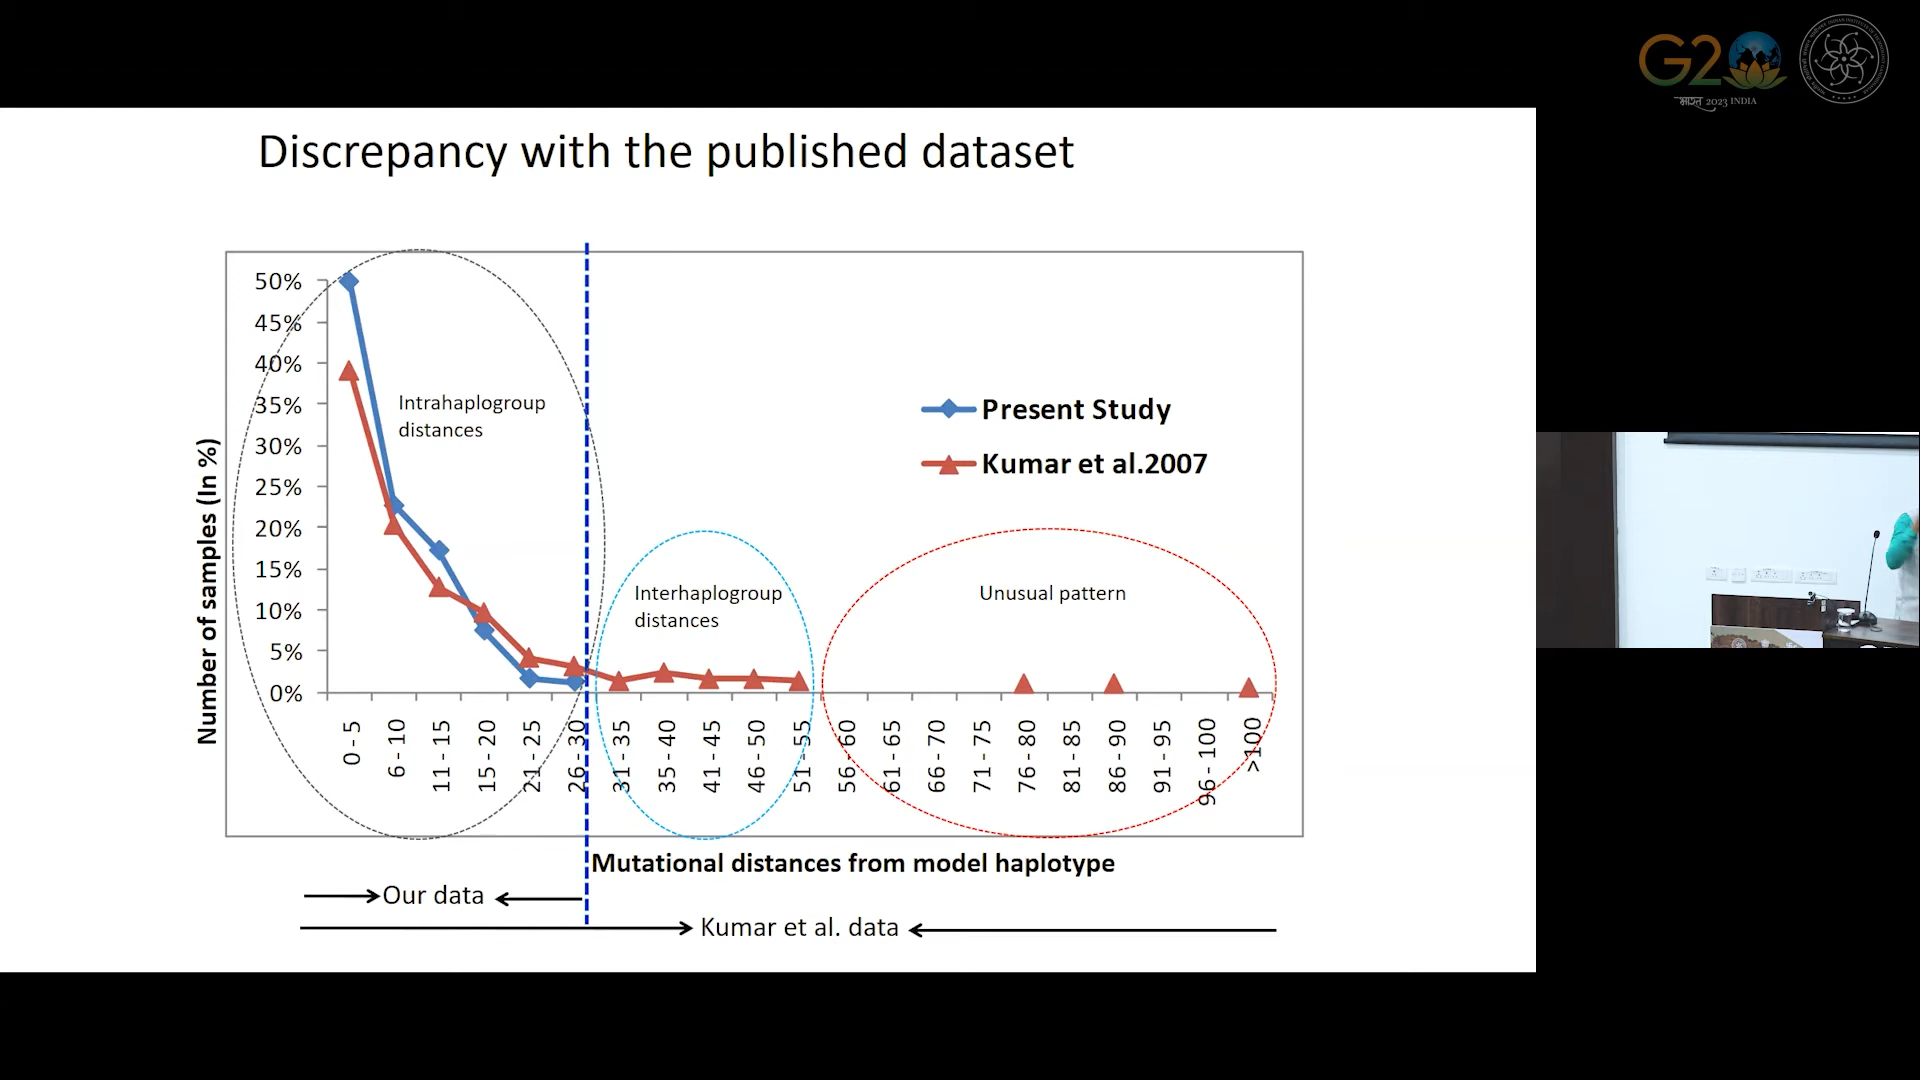 G20
भारत 2023 INDIA
Discrepancy with the published dataset
50%
45%
40%
35%
30%
25%
20%
15%
10%
5%
0%
Number of samples (In %)
Intrahaplogroup
distances
Interhaplogroup
distances
Unusual pattern
Present Study
Kumar et al.2007
0 - 5
6 - 10
11 - 15
15 - 20
21 - 25
26 - 30
31 - 35
35 - 40
41 - 45
46 - 50
51 - 55
56 - 60
61 - 65
66 - 70
71 - 75
76 - 80
81 - 85
86 - 90
91 - 95
96 - 100
>100
Mutational distances from model haplotype
Our data
Kumar et al. data